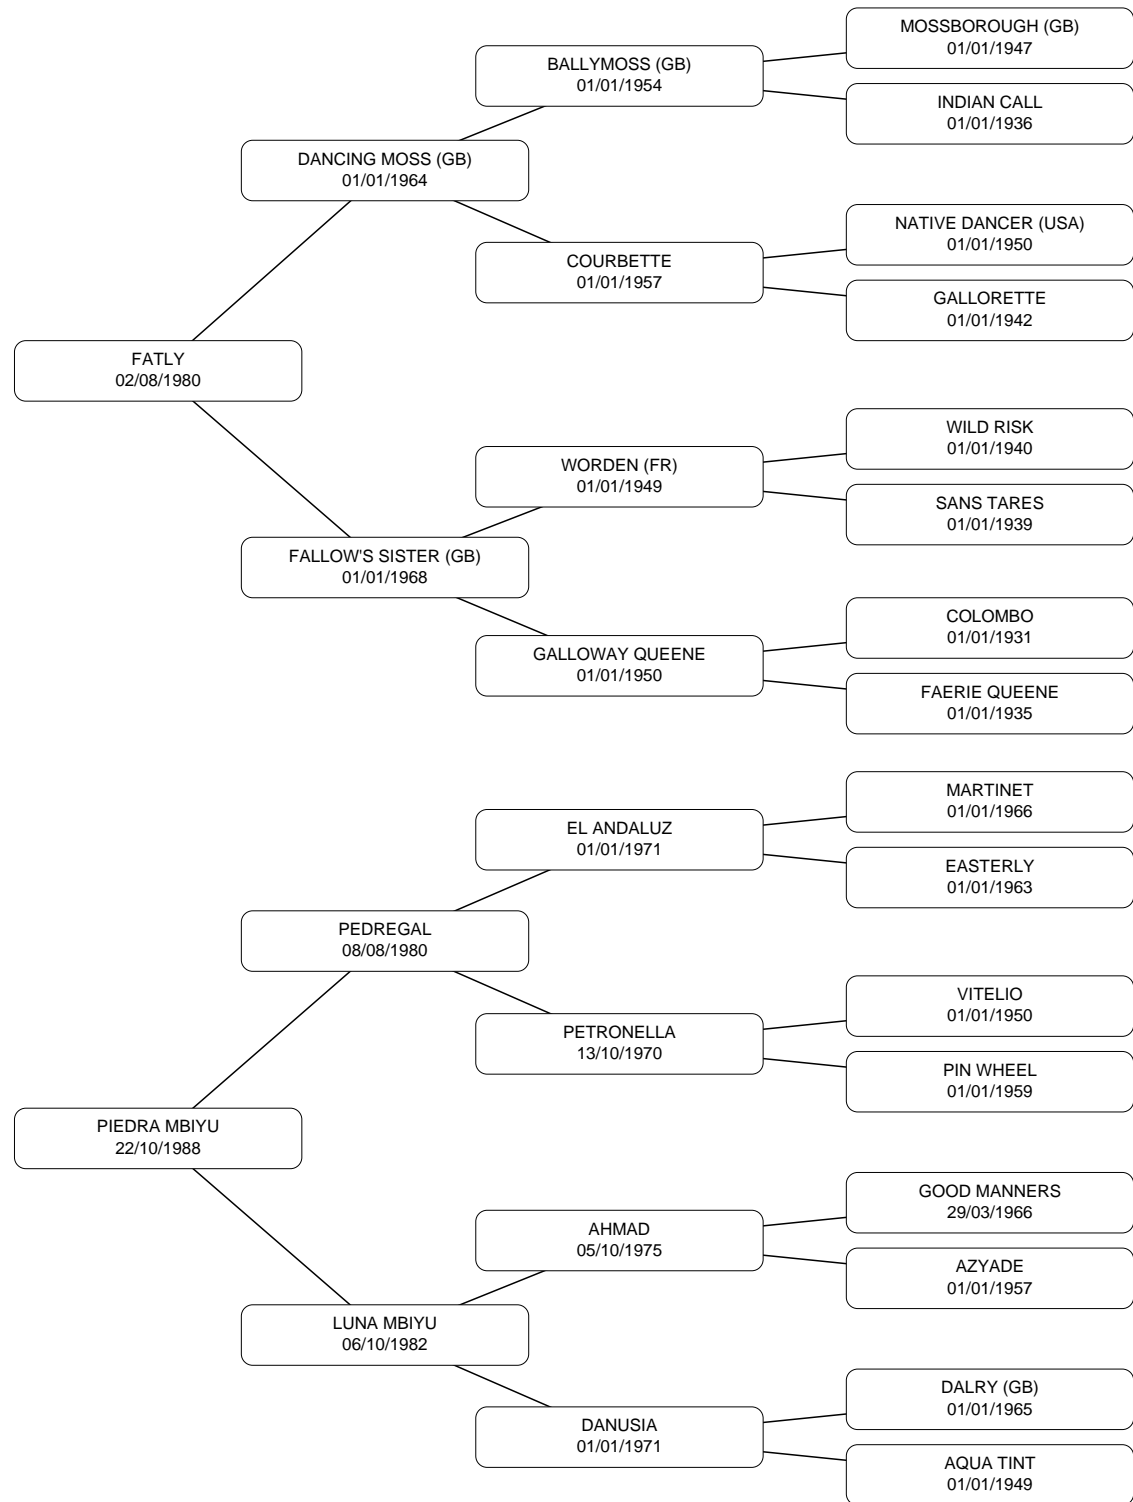 MOSSBOROUGH (GB)
01/01/1947
BALLYMOSS (GB)
01/01/1954
INDIAN CALL
01/01/1936
DANCING MOSS (GB)
01/01/1964
NATIVE DANCER (USA)
01/01/1950
COURBETTE
01/01/1957
GALLORETTE
01/01/1942
FATLY
02/08/1980
WILD RISK
01/01/1940
WORDEN (FR)
01/01/1949
SANS TARES
01/01/1939
FALLOW'S SISTER (GB)
01/01/1968
COLOMBO
01/01/1931
GALLOWAY QUEENE
01/01/1950
FAERIE QUEENE
01/01/1935
MARTINET
01/01/1966
EL ANDALUZ
01/01/1971
EASTERLY
01/01/1963
PEDREGAL
08/08/1980
VITELIO
01/01/1950
PETRONELLA
13/10/1970
PIN WHEEL
01/01/1959
PIEDRA MBIYU
22/10/1988
GOOD MANNERS
29/03/1966
AHMAD
05/10/1975
AZYADE
01/01/1957
LUNA MBIYU
06/10/1982
DALRY (GB)
01/01/1965
DANUSIA
01/01/1971
AQUA TINT
01/01/1949